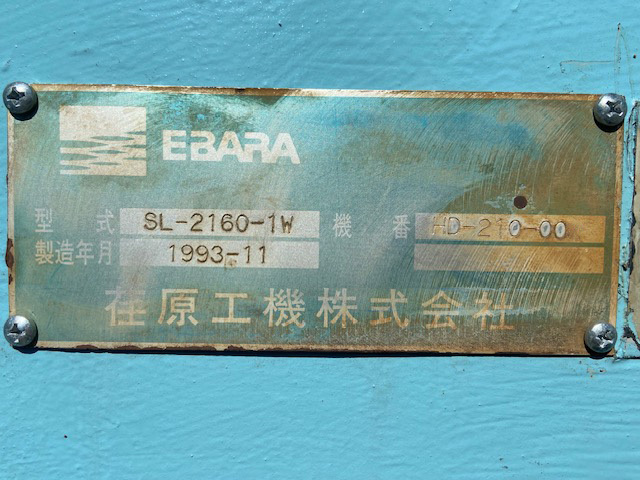 EBARA
型式 SL-2160-1W 機番 HD-210-00
製造年月 1993-11
荏原工機株式会社